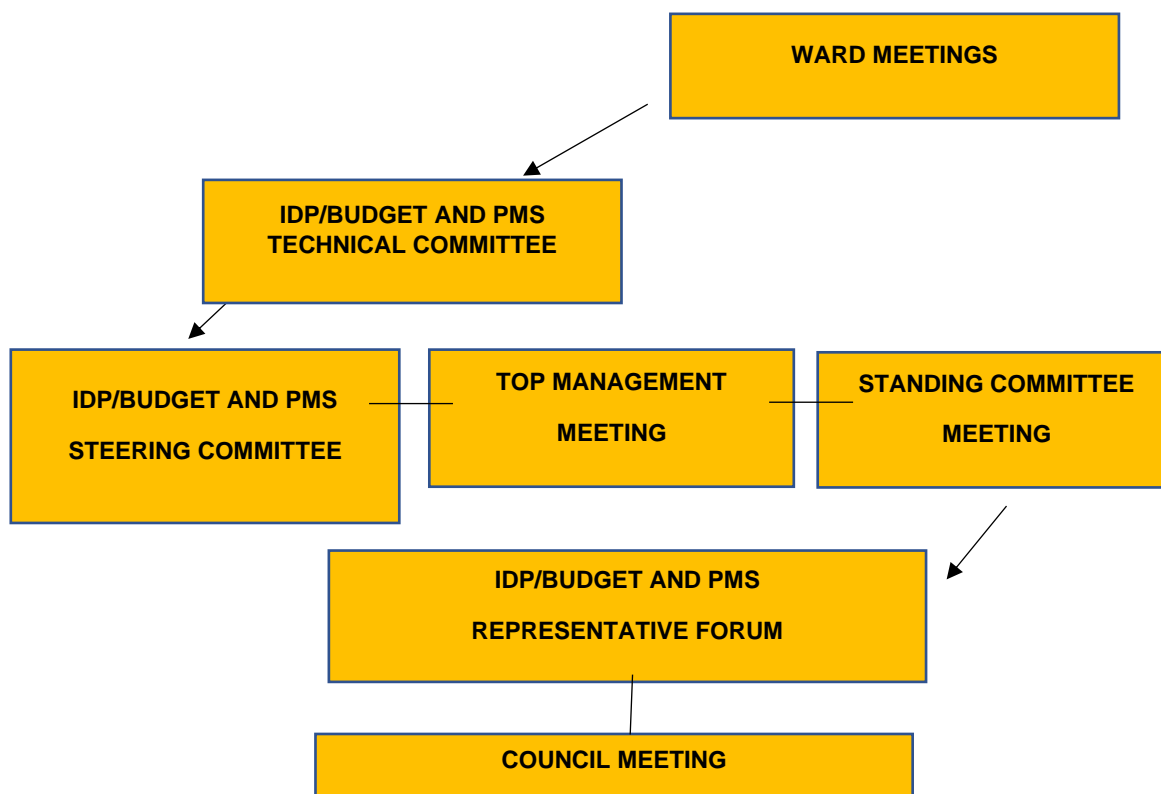 WARD MEETINGS
IDP/BUDGET AND PMS
TECHNICAL COMMITTEE
IDP/BUDGET AND PMS
STEERING COMMITTEE
TOP MANAGEMENT
MEETING
STANDING COMMITTEE
MEETING
IDP/BUDGET AND PMS
REPRESENTATIVE FORUM
COUNCIL MEETING